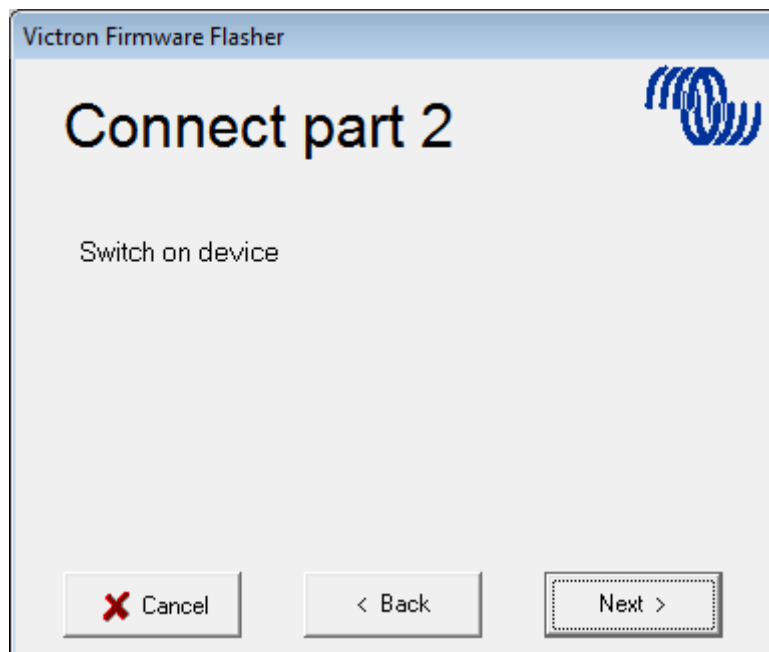 Victron Firmware Flasher
Connect part 2
Switch on device
Cancel
< Back
Next >